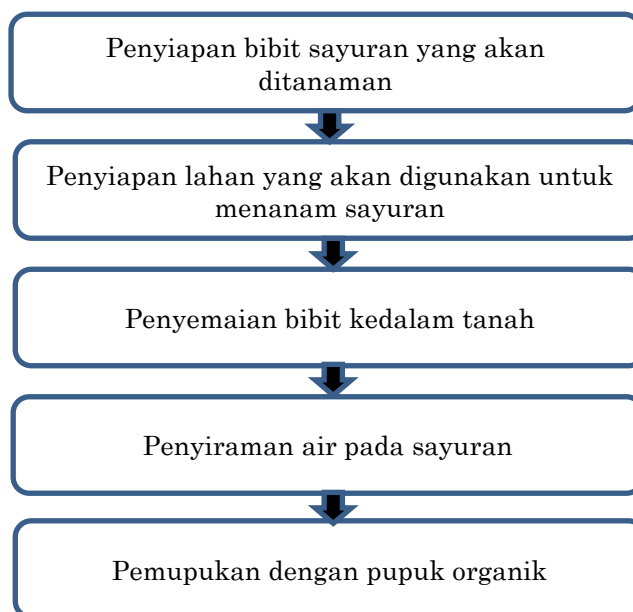 Penyiapan bibit sayuran yang akan
ditanaman
Penyiapan lahan yang akan digunakan untuk
menanam sayuran
Penyemaian bibit kedalam tanah
Penyiraman air pada sayuran
Pemupukan dengan pupuk organik